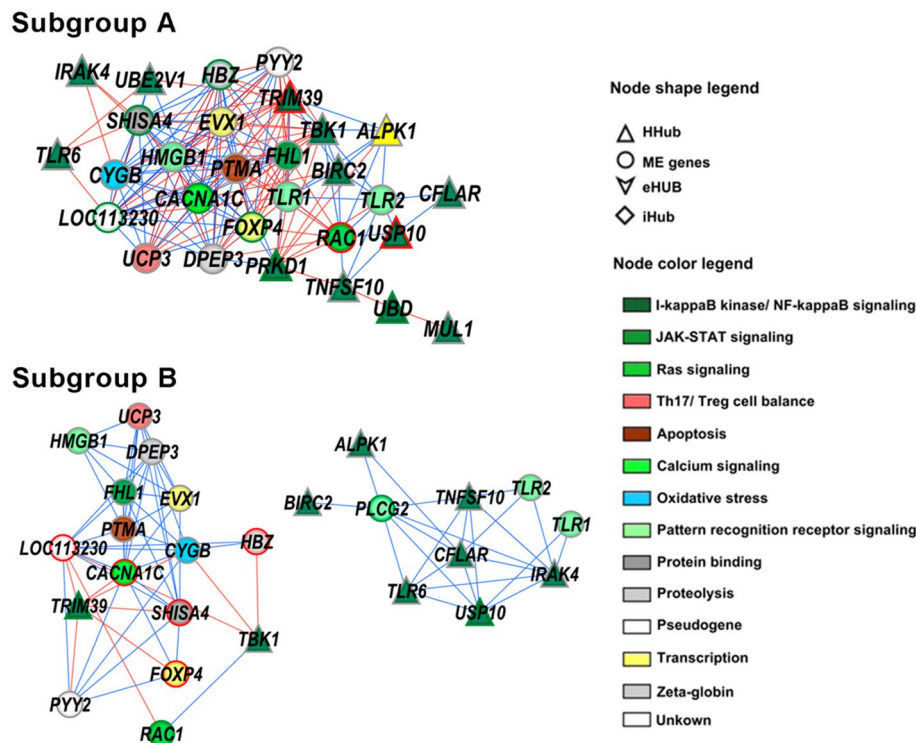 Subgroup A
IRAK4
UBE2V1
HBZ
PYY2
TRIM39
SHISA4
EVX1
TBK1
ALPK1
TLR6
HMGB1
FHL1
CYGB
PTMA
BIRC2
CACNA1C
TLR1
TLR2
CFLAR
LOC113230
FOXP4
RAC1
USP10
UCP3
DPEP3
PRKD1
TNFSF10
UBD
MUL1
Subgroup B
UCP3
HMGB1
DPEP3
FHL1
EVX1
PTMA
LOC113230
CYGB
HBZ
CACNA1C
TRIM39
SHISA4
TBK1
FOXP4
PYY2
RAC1
ALPK1
BIRC2
PLCG2
TNFSF10
TLR2
TLR1
CFLAR
IRAK4
TLR6
USP10
Node shape legend
HHub
ME genes
eHUB
iHub
Node color legend
I-kappaB kinase/ NF-kappaB signaling
JAK-STAT signaling
Ras signaling
Th17/ Treg cell balance
Apoptosis
Calcium signaling
Oxidative stress
Pattern recognition receptor signaling
Protein binding
Proteolysis
Pseudogene
Transcription
Zeta-globin
Unkown